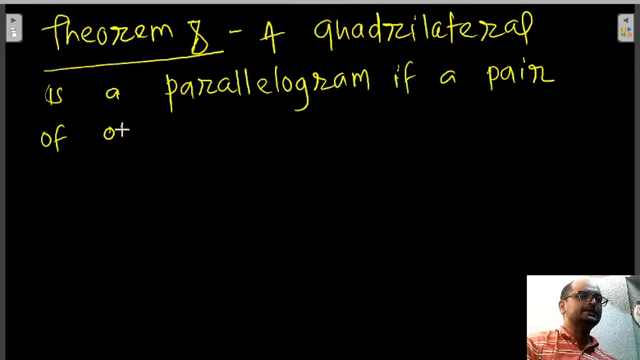 Theorem 8 - A quadrilateral
is a parallelogram if a pair
of o